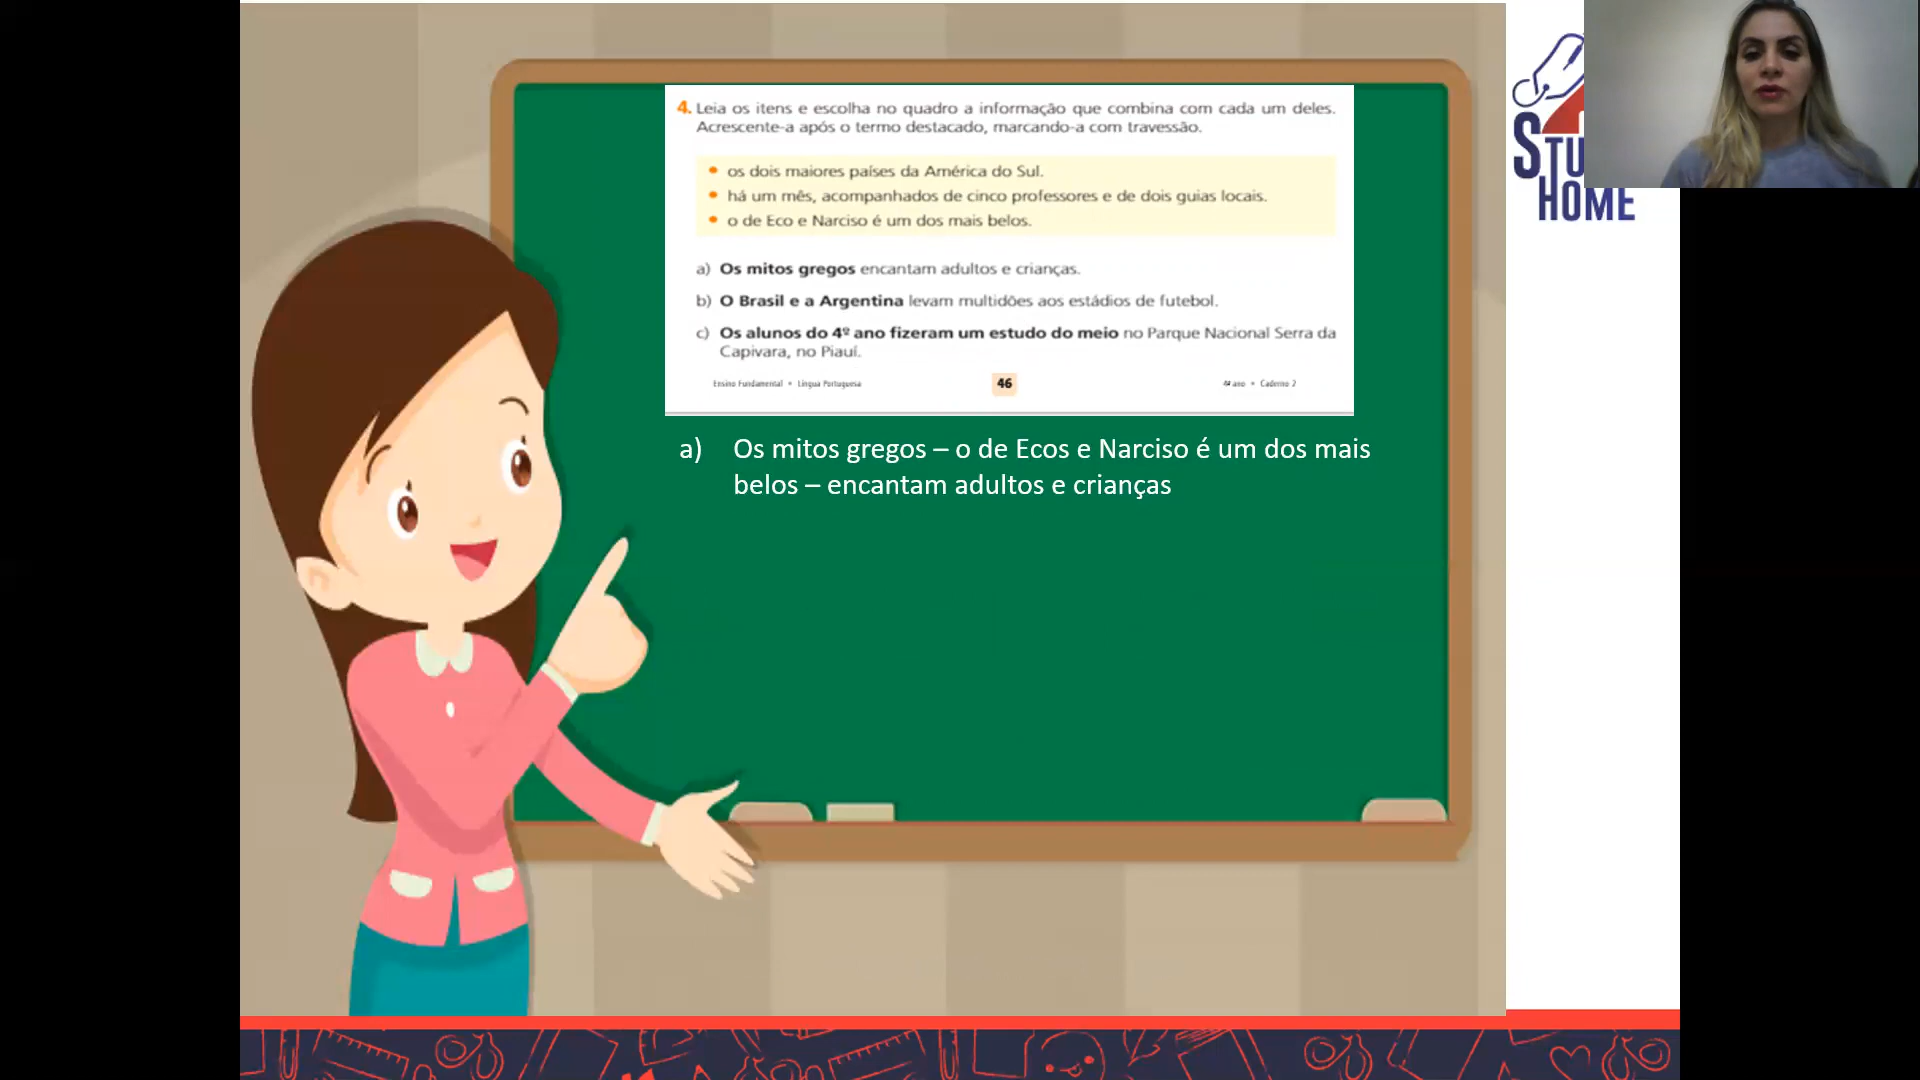 4. Leia os itens e escolha no quadro a informação que combina com cada um deles.
Acrescente-a após o termo destacado, marcando-a com travessão.
• os dois maiores países da América do Sul.
• há um mês, acompanhados de cinco professores e de dois guias locais.
• o de Eco e Narciso é um dos mais belos.
a) Os mitos gregos encantam adultos e crianças.
b) O Brasil e a Argentina levam multidões aos estádios de futebol.
c) Os alunos do 4º ano fizeram um estudo do meio no Parque Nacional Serra da
Capivara, no Piauí.
Ensino Fundamental • Língua Portuguesa 46 4º ano • Caderno 2
a) Os mitos gregos – o de Ecos e Narciso é um dos mais
belos – encantam adultos e crianças
HOME